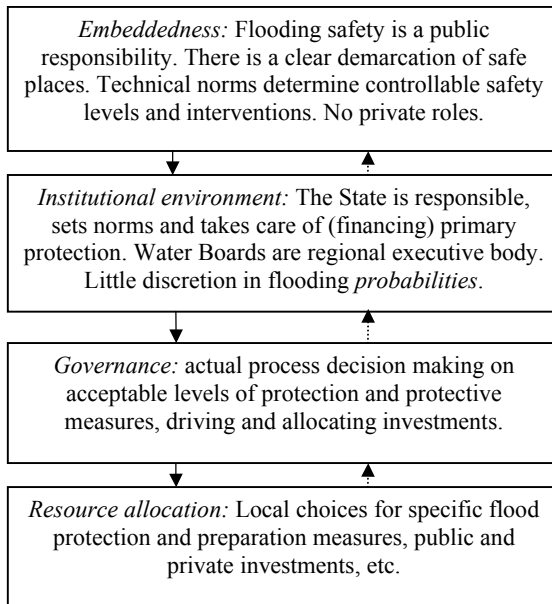 Embeddedness: Flooding safety is a public
responsibility. There is a clear demarcation of safe
places. Technical norms determine controllable safety
levels and interventions. No private roles.
Institutional environment: The State is responsible,
sets norms and takes care of (financing) primary
protection. Water Boards are regional executive body.
Little discretion in flooding probabilities.
Governance: actual process decision making on
acceptable levels of protection and protective
measures, driving and allocating investments.
Resource allocation: Local choices for specific flood
protection and preparation measures, public and
private investments, etc.